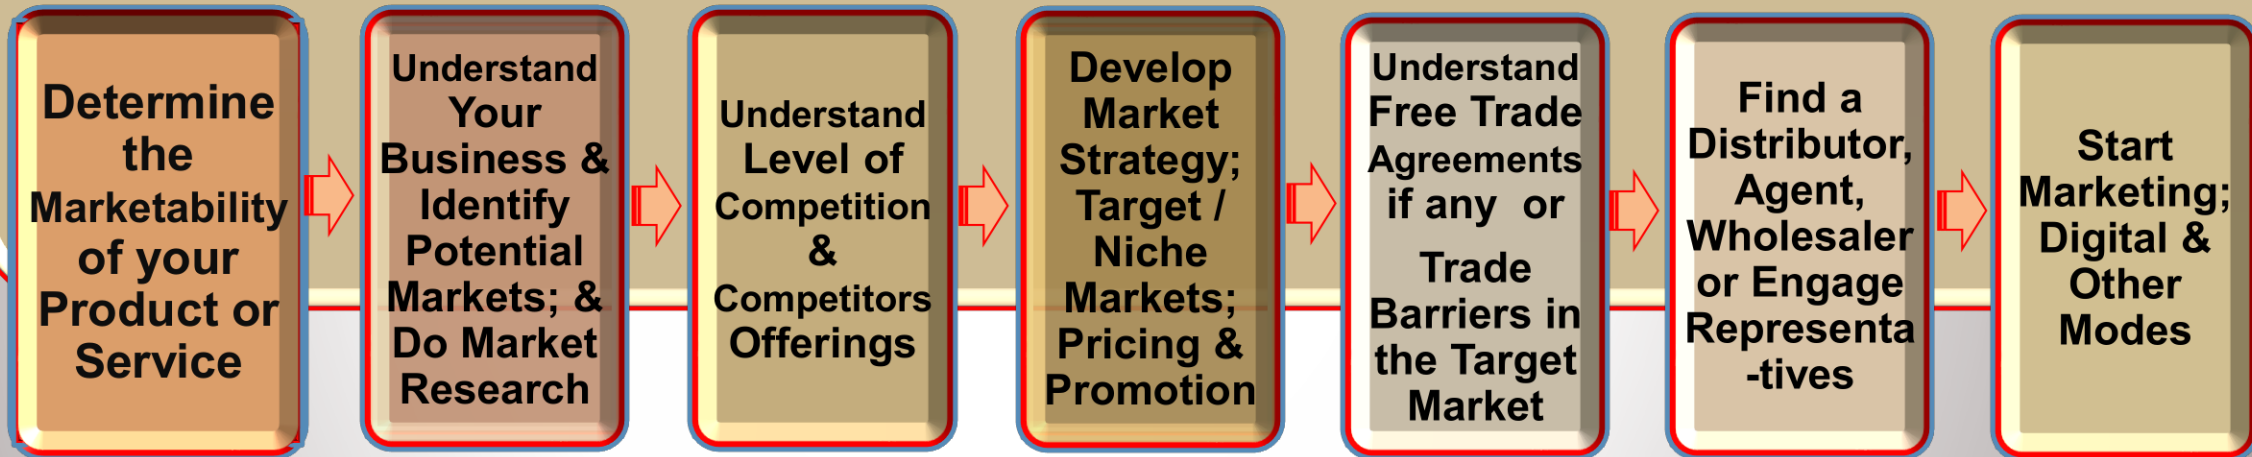 Determine
the
Marketability
of your
Product or
Service
Understand
Your
Business &
Identify
Potential
Markets; &
Do Market
Research
Understand
Level of
Competition
&
Competitors
Offerings
Develop
Market
Strategy;
Target /
Niche
Markets;
Pricing &
Promotion
Understand
Free Trade
Agreements
if any or
Trade
Barriers in
the Target
Market
Find a
Distributor,
Agent,
Wholesaler
or Engage
Representa
-tives
Start
Marketing;
Digital &
Other
Modes